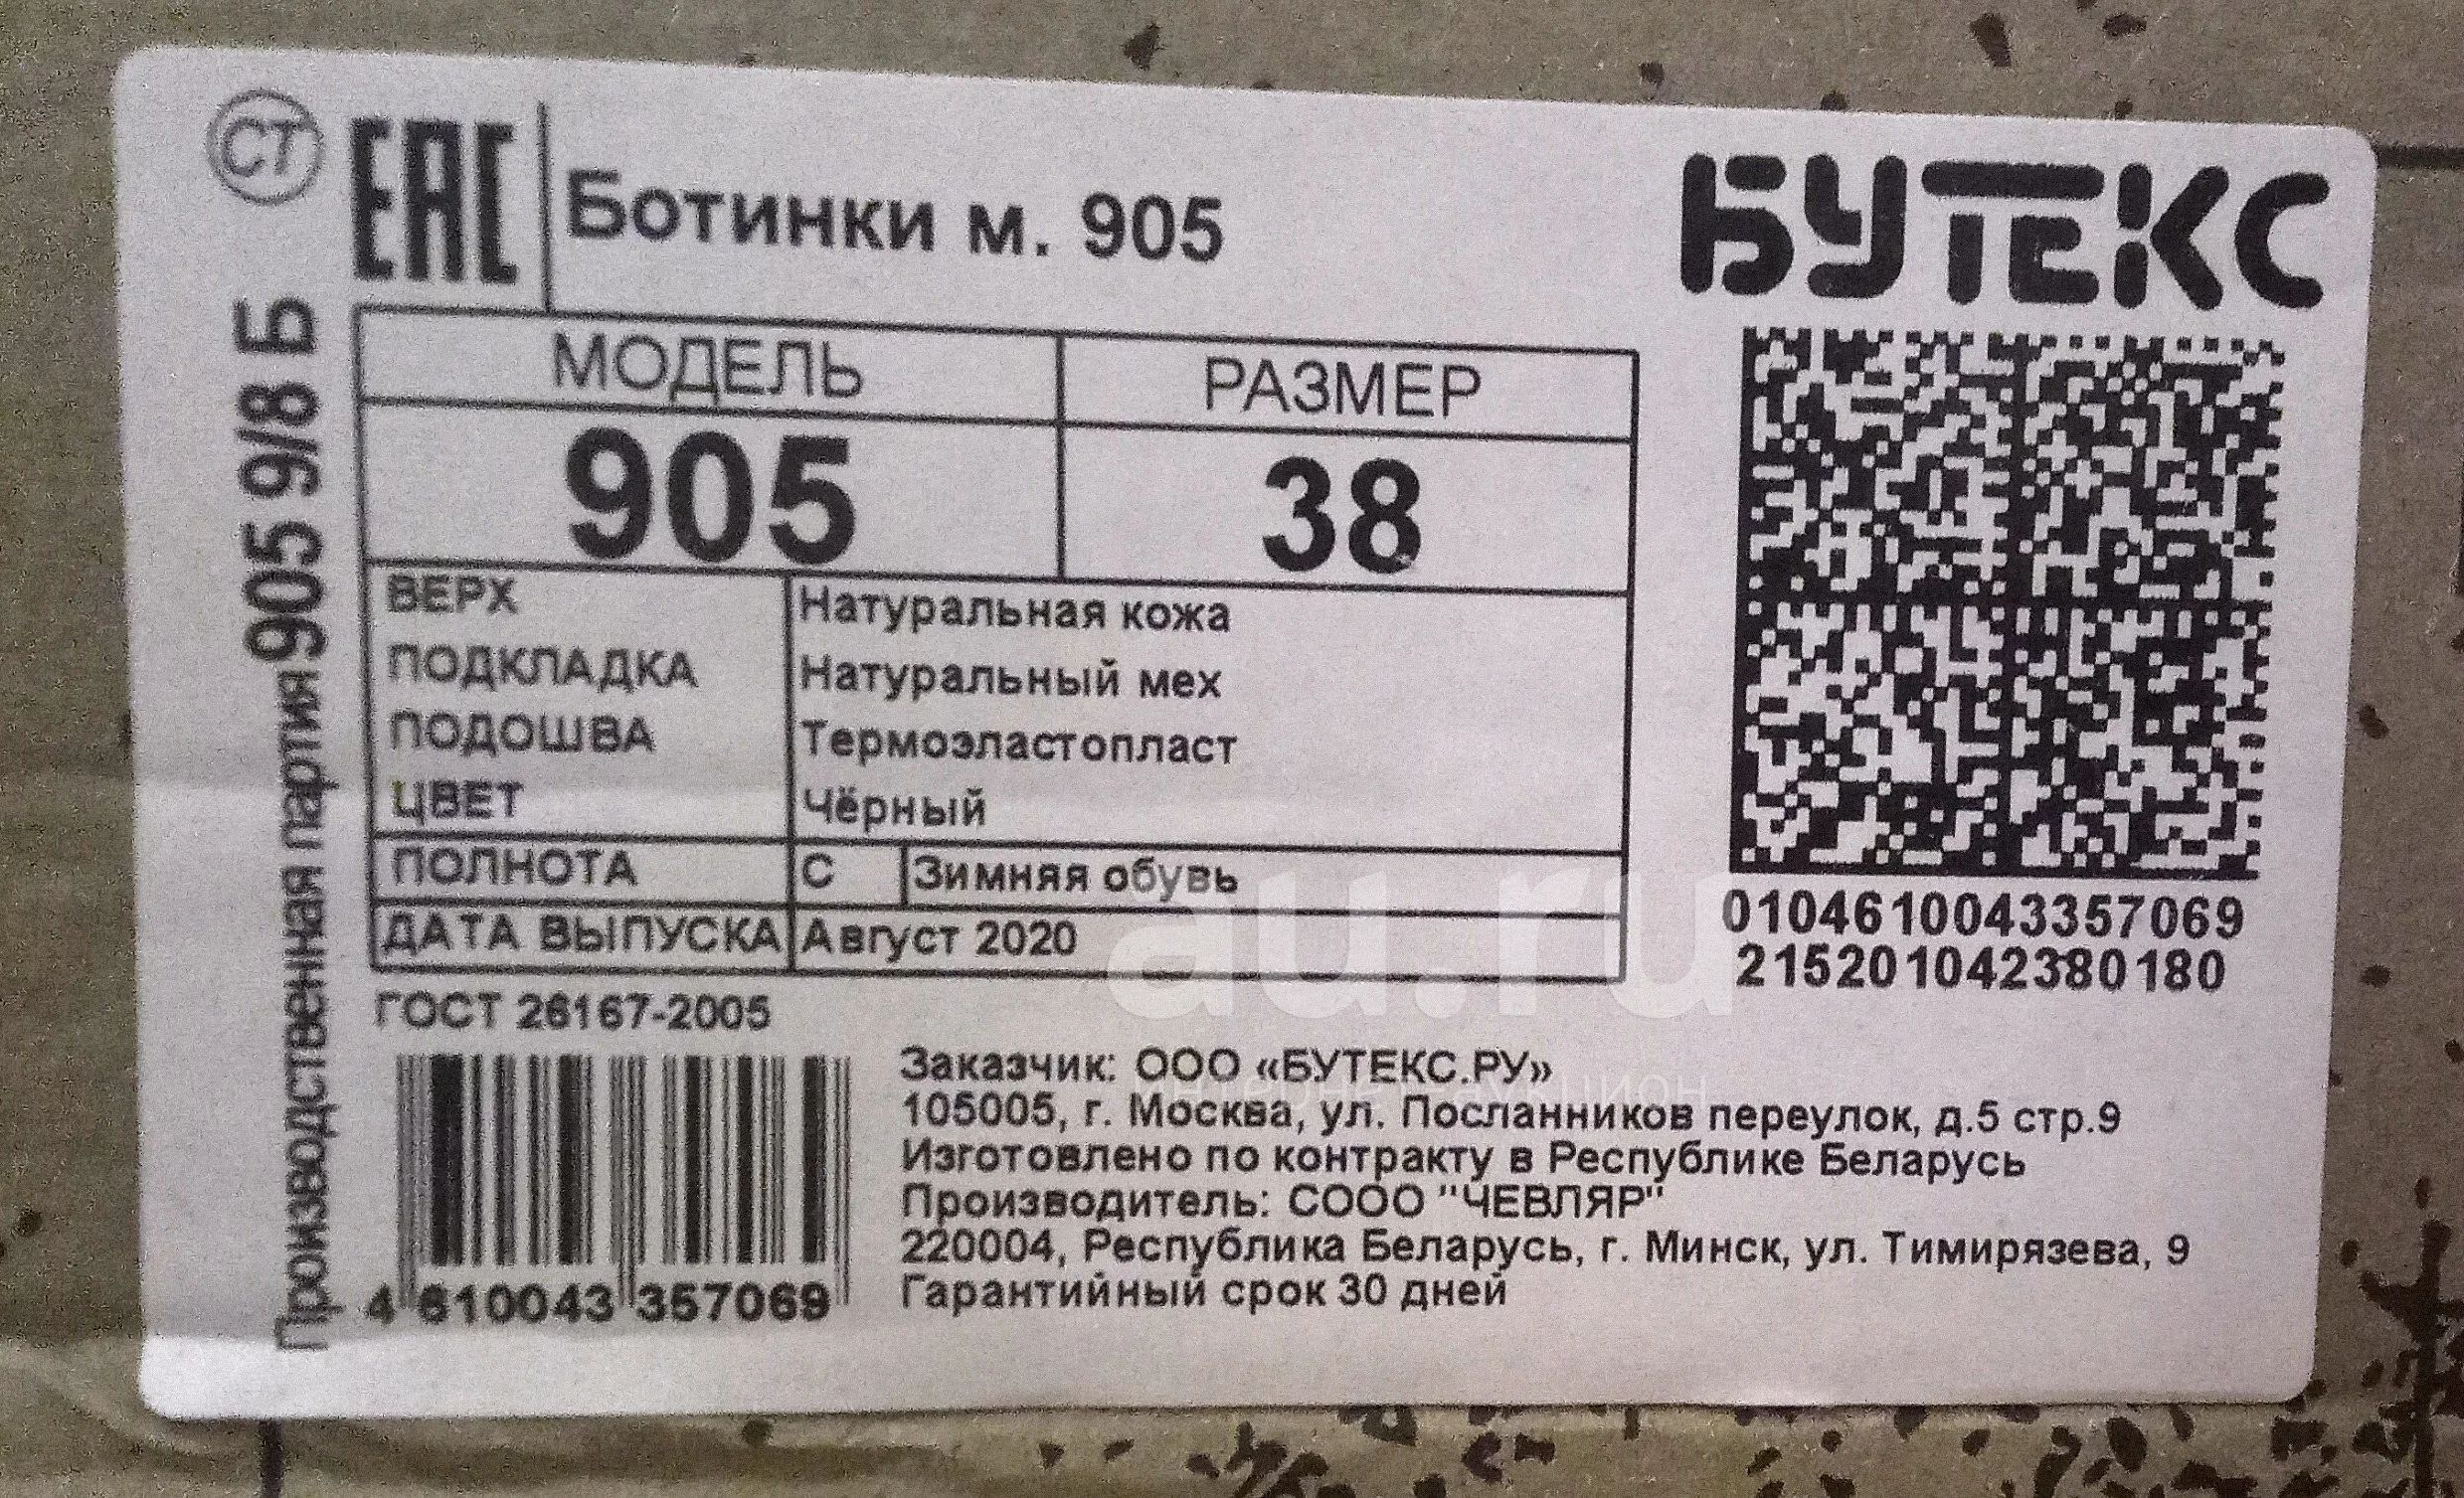 СТ
ЕАС
Ботинки м. 905
БУТЕКС
МОДЕЛЬ РАЗМЕР
905 38
ВЕРХ Натуральная кожа
ПОДКЛАДКА Натуральный мех
ПОДОШВА Термоэластопласт
ЦВЕТ Чёрный
ПОЛНОТА С Зимняя обувь
ДАТА ВЫПУСКА Август 2020
ГОСТ 26167-2005
Производственная партия 905 9/8 Б
0104610043357069
215201042380180
4 610043 357069
Заказчик: ООО «БУТЕКС.РУ»
105005, г. Москва, ул. Посланников переулок, д.5 стр.9
Изготовлено по контракту в Республике Беларусь
Производитель: СООО "ЧЕВЛЯР"
220004, Республика Беларусь, г. Минск, ул. Тимирязева, 9
Гарантийный срок 30 дней
au.ru